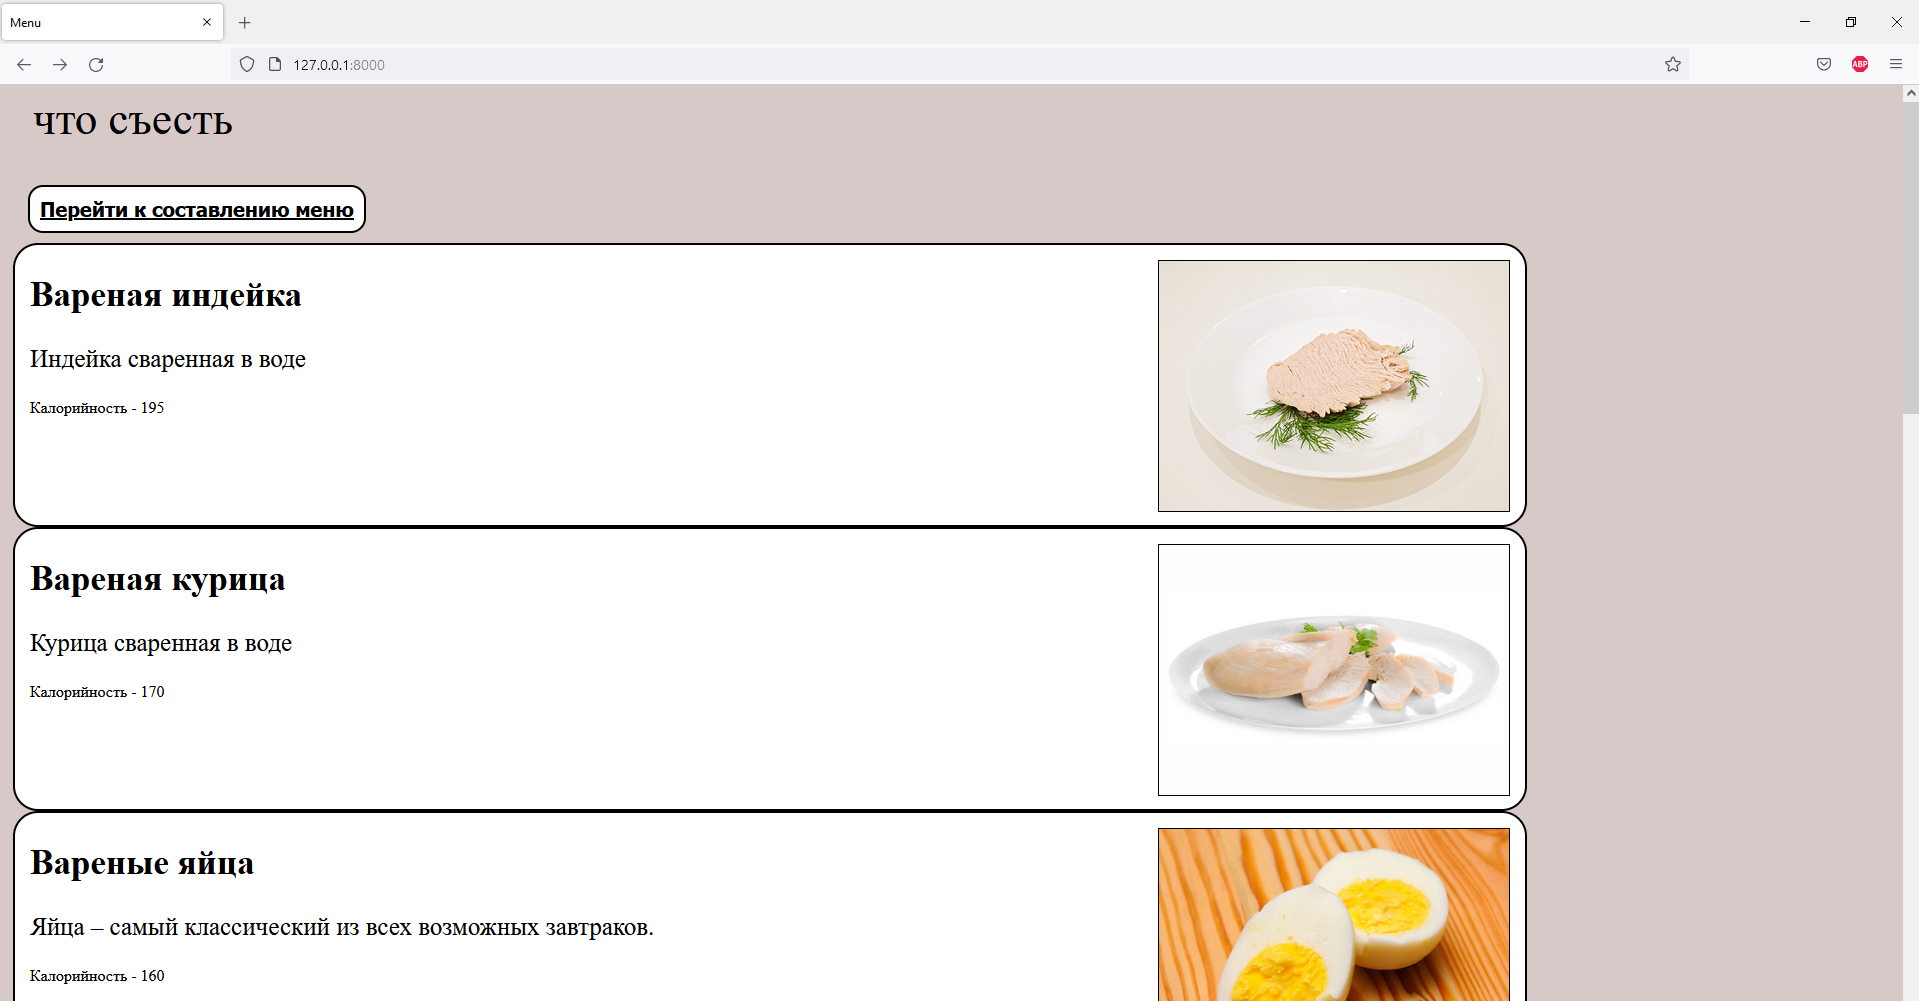 Menu
127.0.0.1:8000
ABP
что съесть
Перейти к составлению меню
Вареная индейка
Индейка сваренная в воде
Калорийность - 195
Вареная курица
Курица сваренная в воде
Калорийность - 170
Вареные яйца
Яйца – самый классический из всех возможных завтраков.
Калорийность - 160